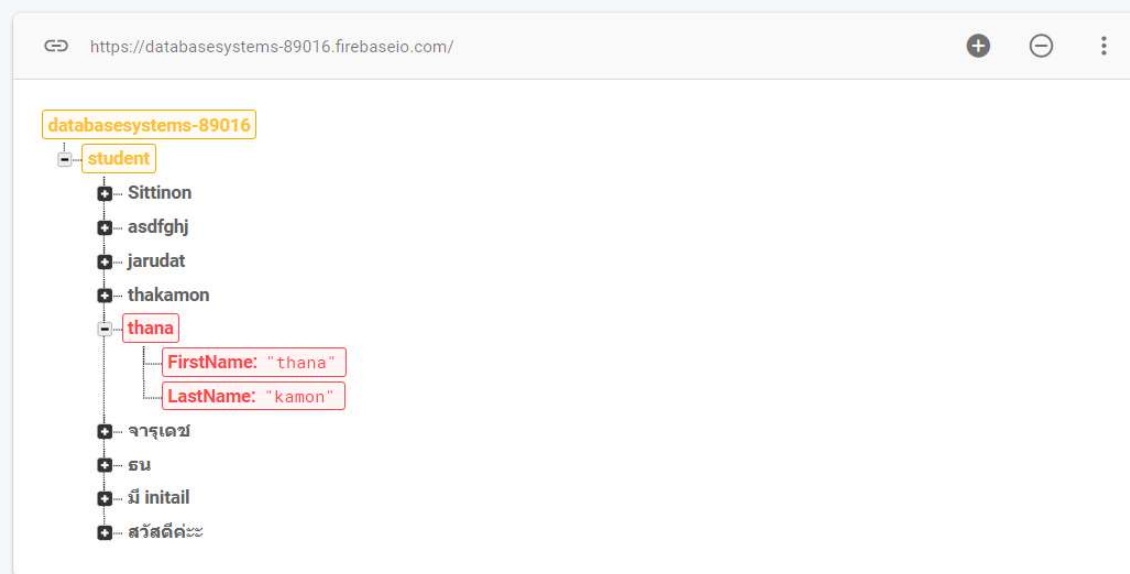 https://databasesystems-89016.firebaseio.com/
databasesystems-89016
student
Sittinon
asdfghj
jarudat
thakamon
thana
FirstName: "thana"
LastName: "kamon"
จารุเดช
ธน
มี initail
สวัสดีค่ะะ